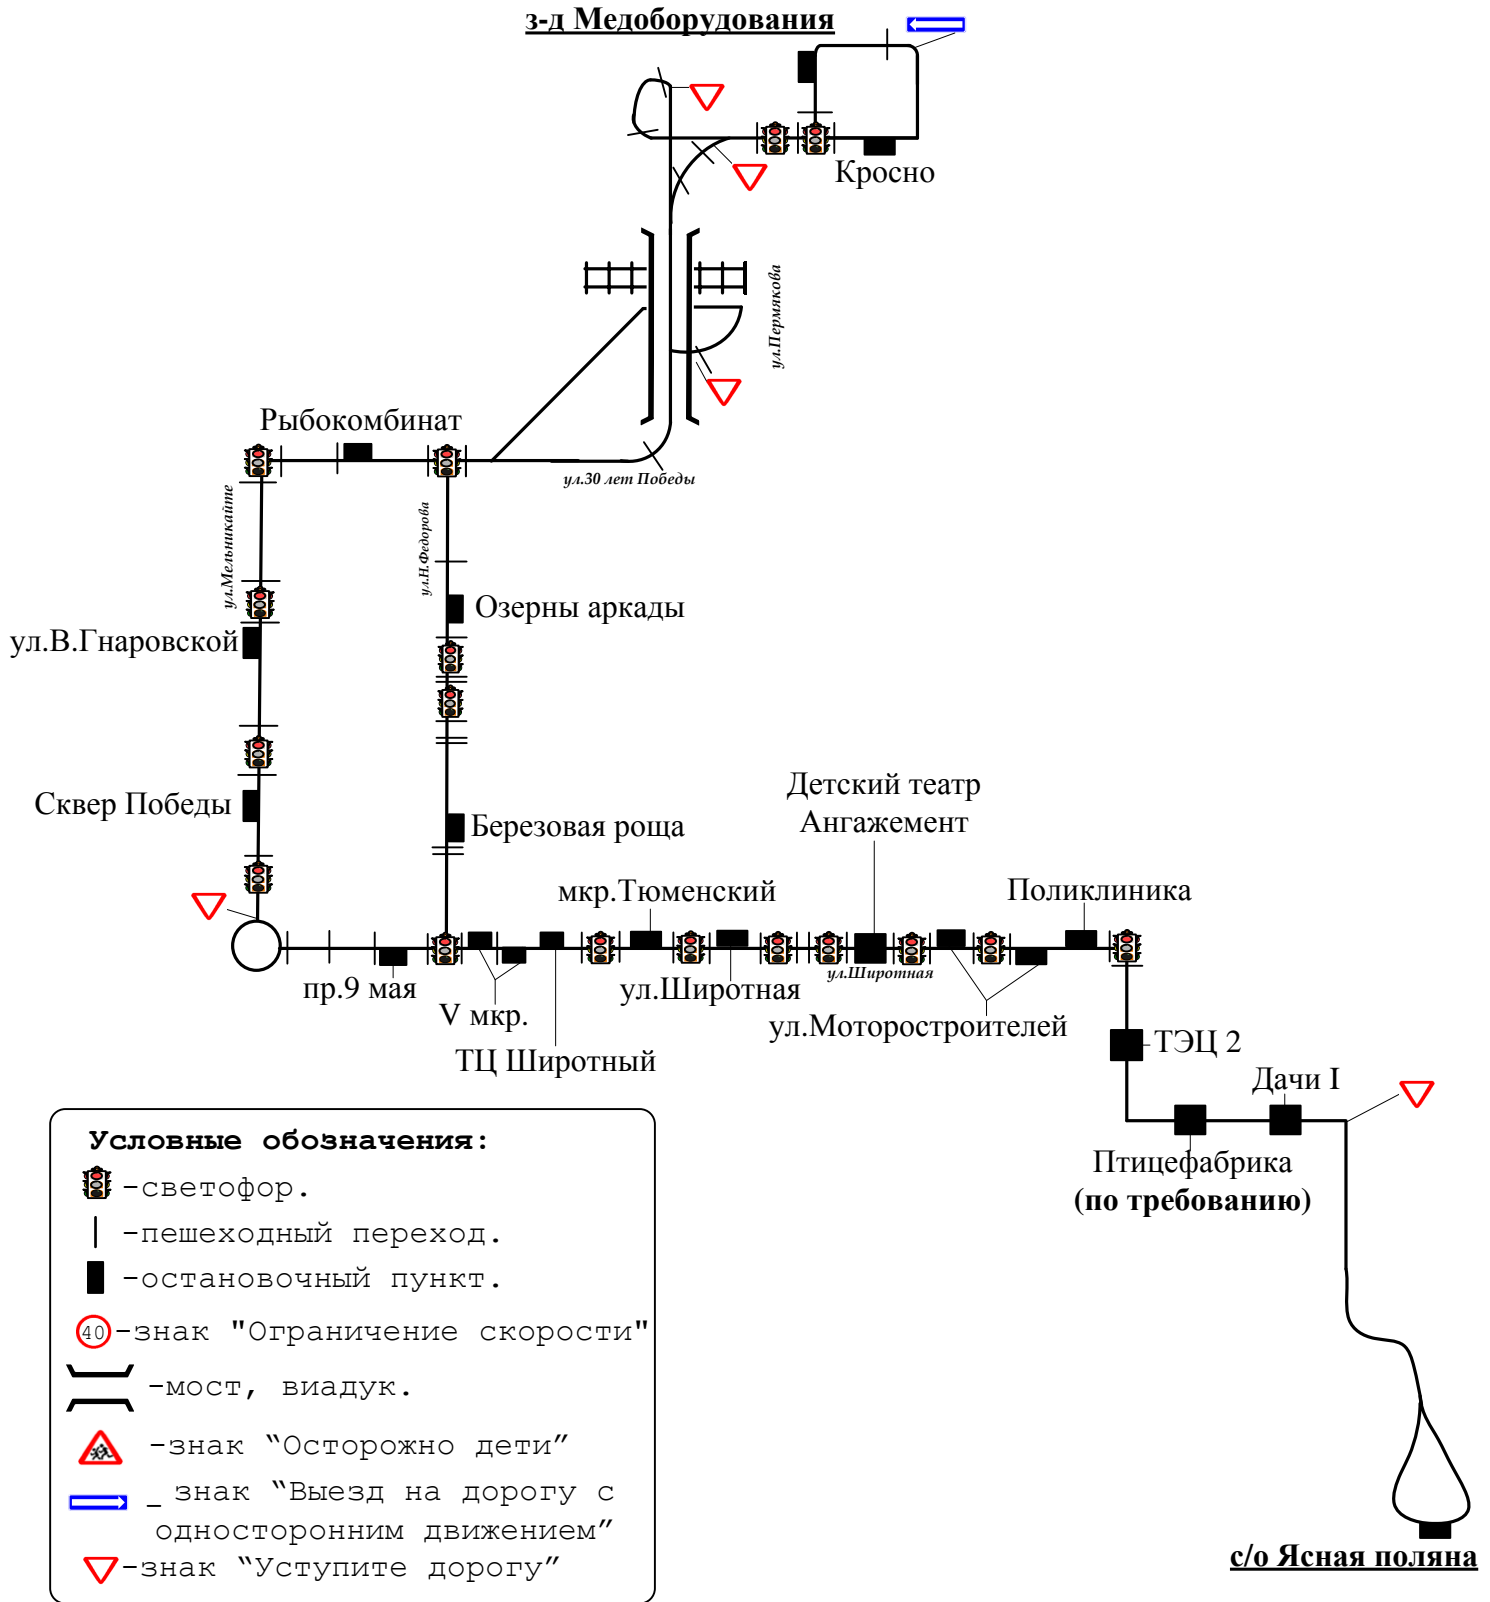 з-д Медоборудования
Кросно
ул.Пермякова
Рыбокомбинат
ул.30 лет Победы
ул.Мельникайте
ул.Н.Федорова
Озерны аркады
ул.В.Гнаровской
Сквер Победы
Березовая роща
Детский театр
Ангажемент
мкр.Тюменский
Поликлиника
пр.9 мая
V мкр.
ТЦ Широтный
ул.Широтная
ул.Широтная
ул.Моторостроителей
ТЭЦ 2
Дачи I
Птицефабрика
(по требованию)
с/о Ясная поляна
Условные обозначения:
-светофор.
-пешеходный переход.
-остановочный пункт.
40 -знак "Ограничение скорости"
-мост, виадук.
-знак “Осторожно дети”
_ знак “Выезд на дорогу с
односторонним движением”
-знак “Уступите дорогу”